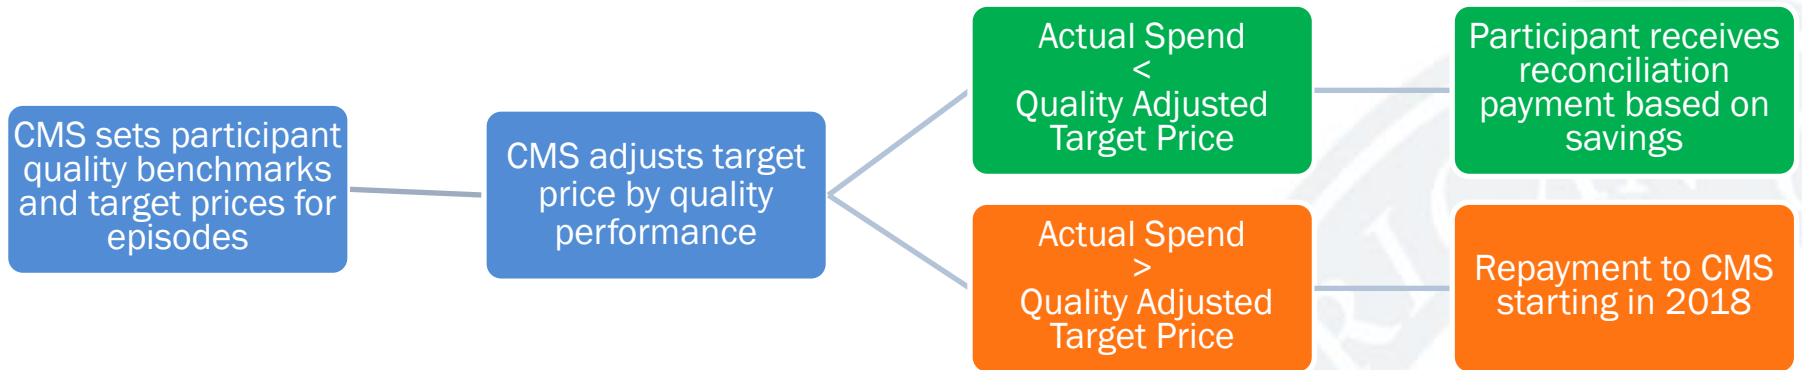 CMS sets participant
quality benchmarks
and target prices for
episodes
CMS adjusts target
price by quality
performance
Actual Spend
<
Quality Adjusted
Target Price
Participant receives
reconciliation
payment based on
savings
Actual Spend
>
Quality Adjusted
Target Price
Repayment to CMS
starting in 2018